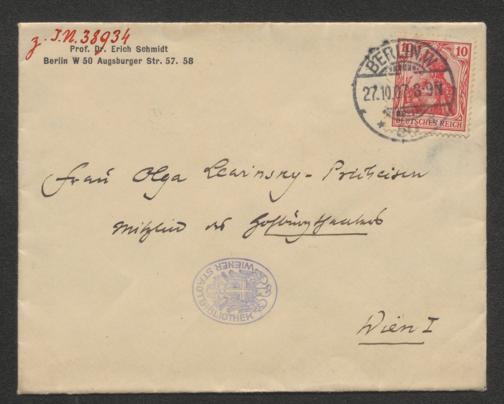 z. I.N. 38934
Prof. Dr. Erich Schmidt
Berlin W 50 Augsburger Str. 57. 58
10 10
BERLIN. W.
27.10.07. 8-9N
DEUTSCHES REICH
Frau Olga Lewinsky-Precheisen
Mitglied des Hofburgtheaters
WIENER STADTBIBLIOTHEK
Wien I